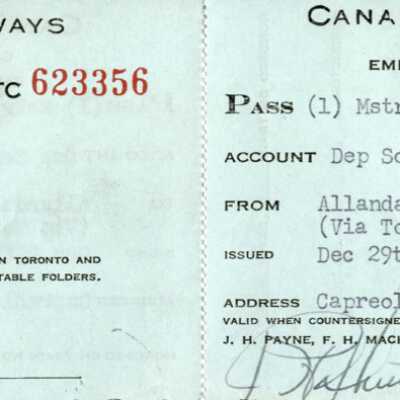 WAYS
TC 623356
N TORONTO AND
TABLE FOLDERS.
CANA
EM
PASS (1) Mstr
ACCOUNT Dep Sc
FROM Allanda
(Via To
ISSUED Dec 29t
ADDRESS Capreol
VALID WHEN COUNTERSIGNE
J. H. PAYNE, F. H. MAC